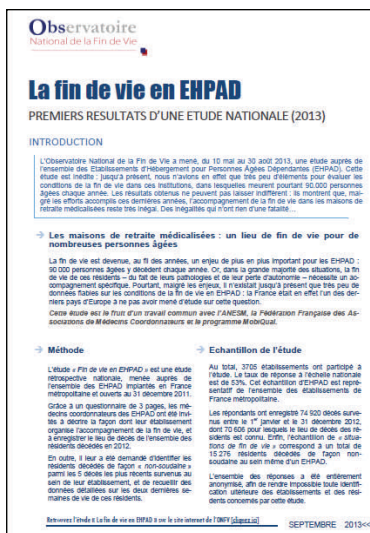 Observatoire
National de la Fin de Vie
La fin de vie en EHPAD
PREMIERS RESULTATS D'UNE ETUDE NATIONALE (2013)
INTRODUCTION
L'Observatoire National de la Fin de Vie a mené, du 10 mai au 30 août 2013, une étude auprès de
l'ensemble des Etablissements d'Hébergement pour Personnes Agées Dépendantes (EHPAD). Cette
étude est inédite : jusqu'à présent, nous n'avions en effet que très peu d'éléments pour évaluer les
conditions de la fin de vie dans ces institutions, dans lesquelles meurent pourtant 90.000 personnes
âgées chaque année. Les résultats obtenus ne peuvent pas laisser indifférent : ils montrent que, mal-
gré les efforts accomplis ces dernières années, l'accompagnement de la fin de vie dans les maisons de
retraite médicalisées reste très inégal. Des inégalités qui n'ont rien d'une fatalité...
→ Les maisons de retraite médicalisées : un lieu de fin de vie pour de
nombreuses personnes âgées
La fin de vie est devenue, au fil des années, un enjeu de plus en plus important pour les EHPAD :
90 000 personnes âgées y décèdent chaque année. Or, dans la grande majorité des situations, la fin
de vie de ces résidents – du fait de leurs pathologies et de leur perte d'autonomie – nécessite un ac-
compagnement spécifique. Pourtant, malgré les enjeux, il n'existait jusqu'à présent que très peu de
données fiables sur les conditions de la fin de vie en EHPAD : la France était en effet l'un des der-
niers pays d'Europe à ne pas avoir mené d'étude sur cette question.
Cette étude est le fruit d'un travail commun avec l'ANESM, la Fédération Française des As-
sociations de Médecins Coordonnateurs et le programme MobiQual.
→ Méthode
L'étude « Fin de vie en EHPAD » est une étude
rétrospective nationale, menée auprès de
l'ensemble des EHPAD implantés en France
métropolitaine et ouverts au 31 décembre 2011.
Grâce à un questionnaire de 3 pages, les mé-
decins coordonnateurs des EHPAD ont été invi-
tés à décrire la façon dont leur établissement
organise l'accompagnement de la fin de vie, et
à enregistrer le lieu de décès de l'ensemble des
résidents décédés en 2012.
En outre, il leur a été demandé d'identifier les
résidents décédés de façon « non-soudaine »
parmi les 5 décès les plus récents survenus au
sein de leur établissement, et de recueillir des
données détaillées sur les deux dernières se-
maines de vie de ces résidents.
→ Echantillon de l'étude
Au total, 3705 établissements ont participé à
l'étude. Le taux de réponse à l'échelle nationale
est de 53%. Cet échantillon d'EHPAD est repré-
sentatif de l'ensemble des établissements de
France métropolitaine.
Les répondants ont enregistré 74 920 décès surve-
nus entre le 1er janvier et le 31 décembre 2012,
dont 70 606 pour lesquels le lieu de décès des ré-
sidents est connu. Enfin, l'échantillon de « situa-
tions de fin de vie » correspond à un total de
15 276 résidents décédés de façon non-
soudaine au sein même d'un EHPAD.
L'ensemble des réponses a été entièrement
anonymisé, afin de rendre impossible toute identi-
cation ultérieure des établissements et des rési-
dents concernés par cette étude.
Retrouvez l'étude « La fin de vie en EHPAD » sur le site internet de l'ONFV [cliquez ici]
SEPTEMBRE 2013<<